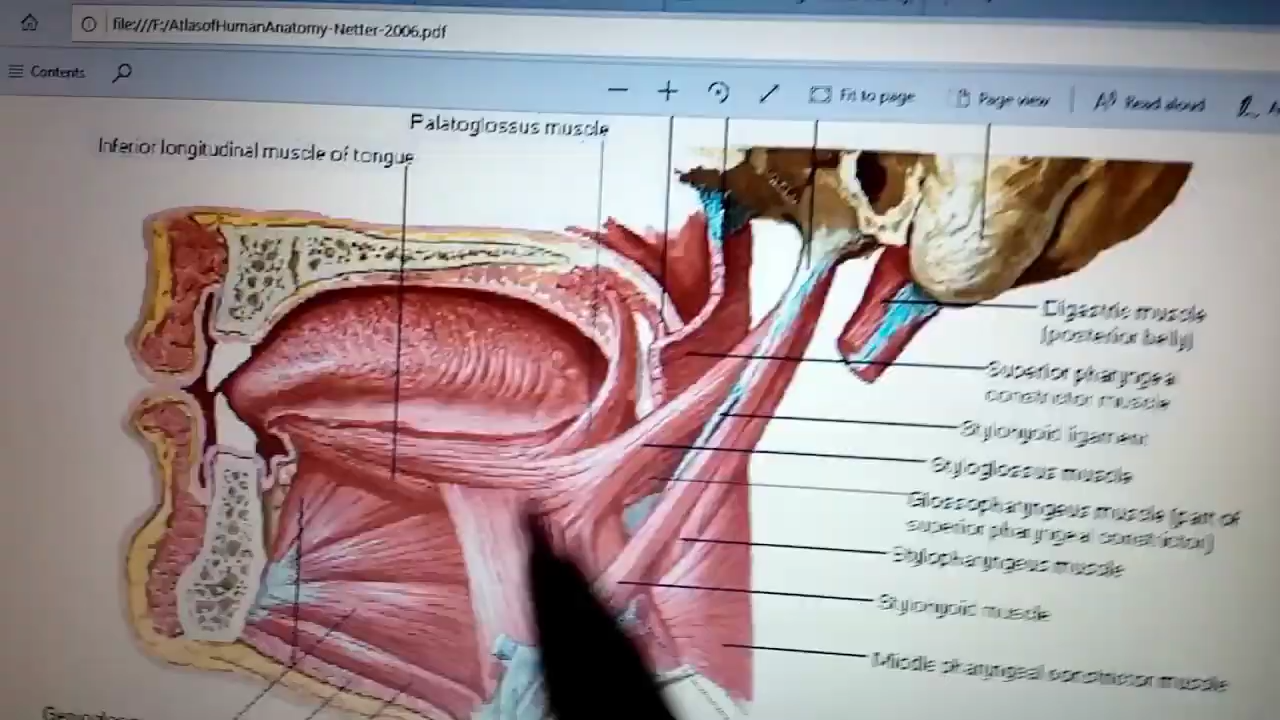 file:///F:/AtlasofHumanAnatomy-Netter-2006.pdf
Contents
Fit to page
Page view
Read aloud
Palatoglossus muscle
Inferior longitudinal muscle of tongue
Digastric muscle
(posterior belly)
Superior pharyngeal
constrictor muscle
Stylohyoid ligament
Styloglossus muscle
Glossopharyngeus muscle (part of
superior pharyngeal constrictor)
Stylopharyngeus muscle
Stylohyoid muscle
Middle pharyngeal constrictor muscle